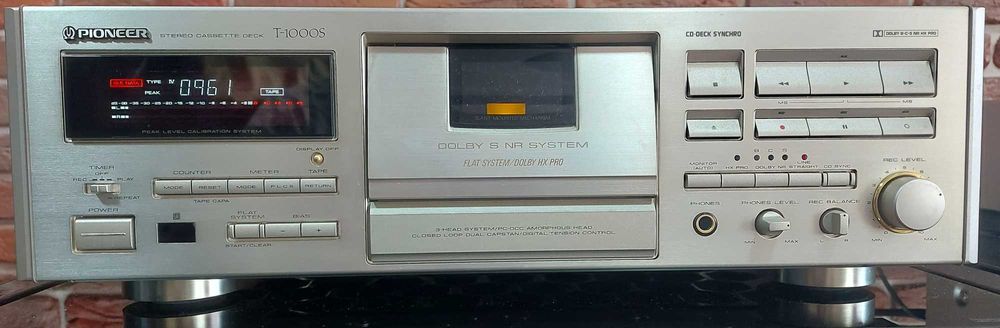 PIONEER STEREO CASSETTE DECK T-1000S
TYPE IV
PEAK 0961 TAPE
PEAK LEVEL CALIBRATION SYSTEM
DISPLAY OFF
TIMER
OFF
REC PLAY
REPEAT
COUNTER METER TAPE
MODE RESET MODE F.L.C.K RETURN
TAPE CAPA.
POWER
FLAT SYSTEM BIAS
- +
START/CLEAR
DOLBY S NR SYSTEM
FLAT SYSTEM/DOLBY HX PRO
3-HEAD SYSTEM/PC-OCC AMORPHOUS HEAD
CLOSED LOOP DUAL CAPSTAN/DIGITAL TENSION CONTROL
CD-DECK SYNCHRO
DOLBY B-C-S NR HX PRO
MS MS
B C S LINE
MONITOR (AUTO) HX PRO DOLBY NR STRAIGHT CD SYNC
REC LEVEL
PHONES PHONES LEVEL REC BALANCE
MIN MAX L R MIN MAX